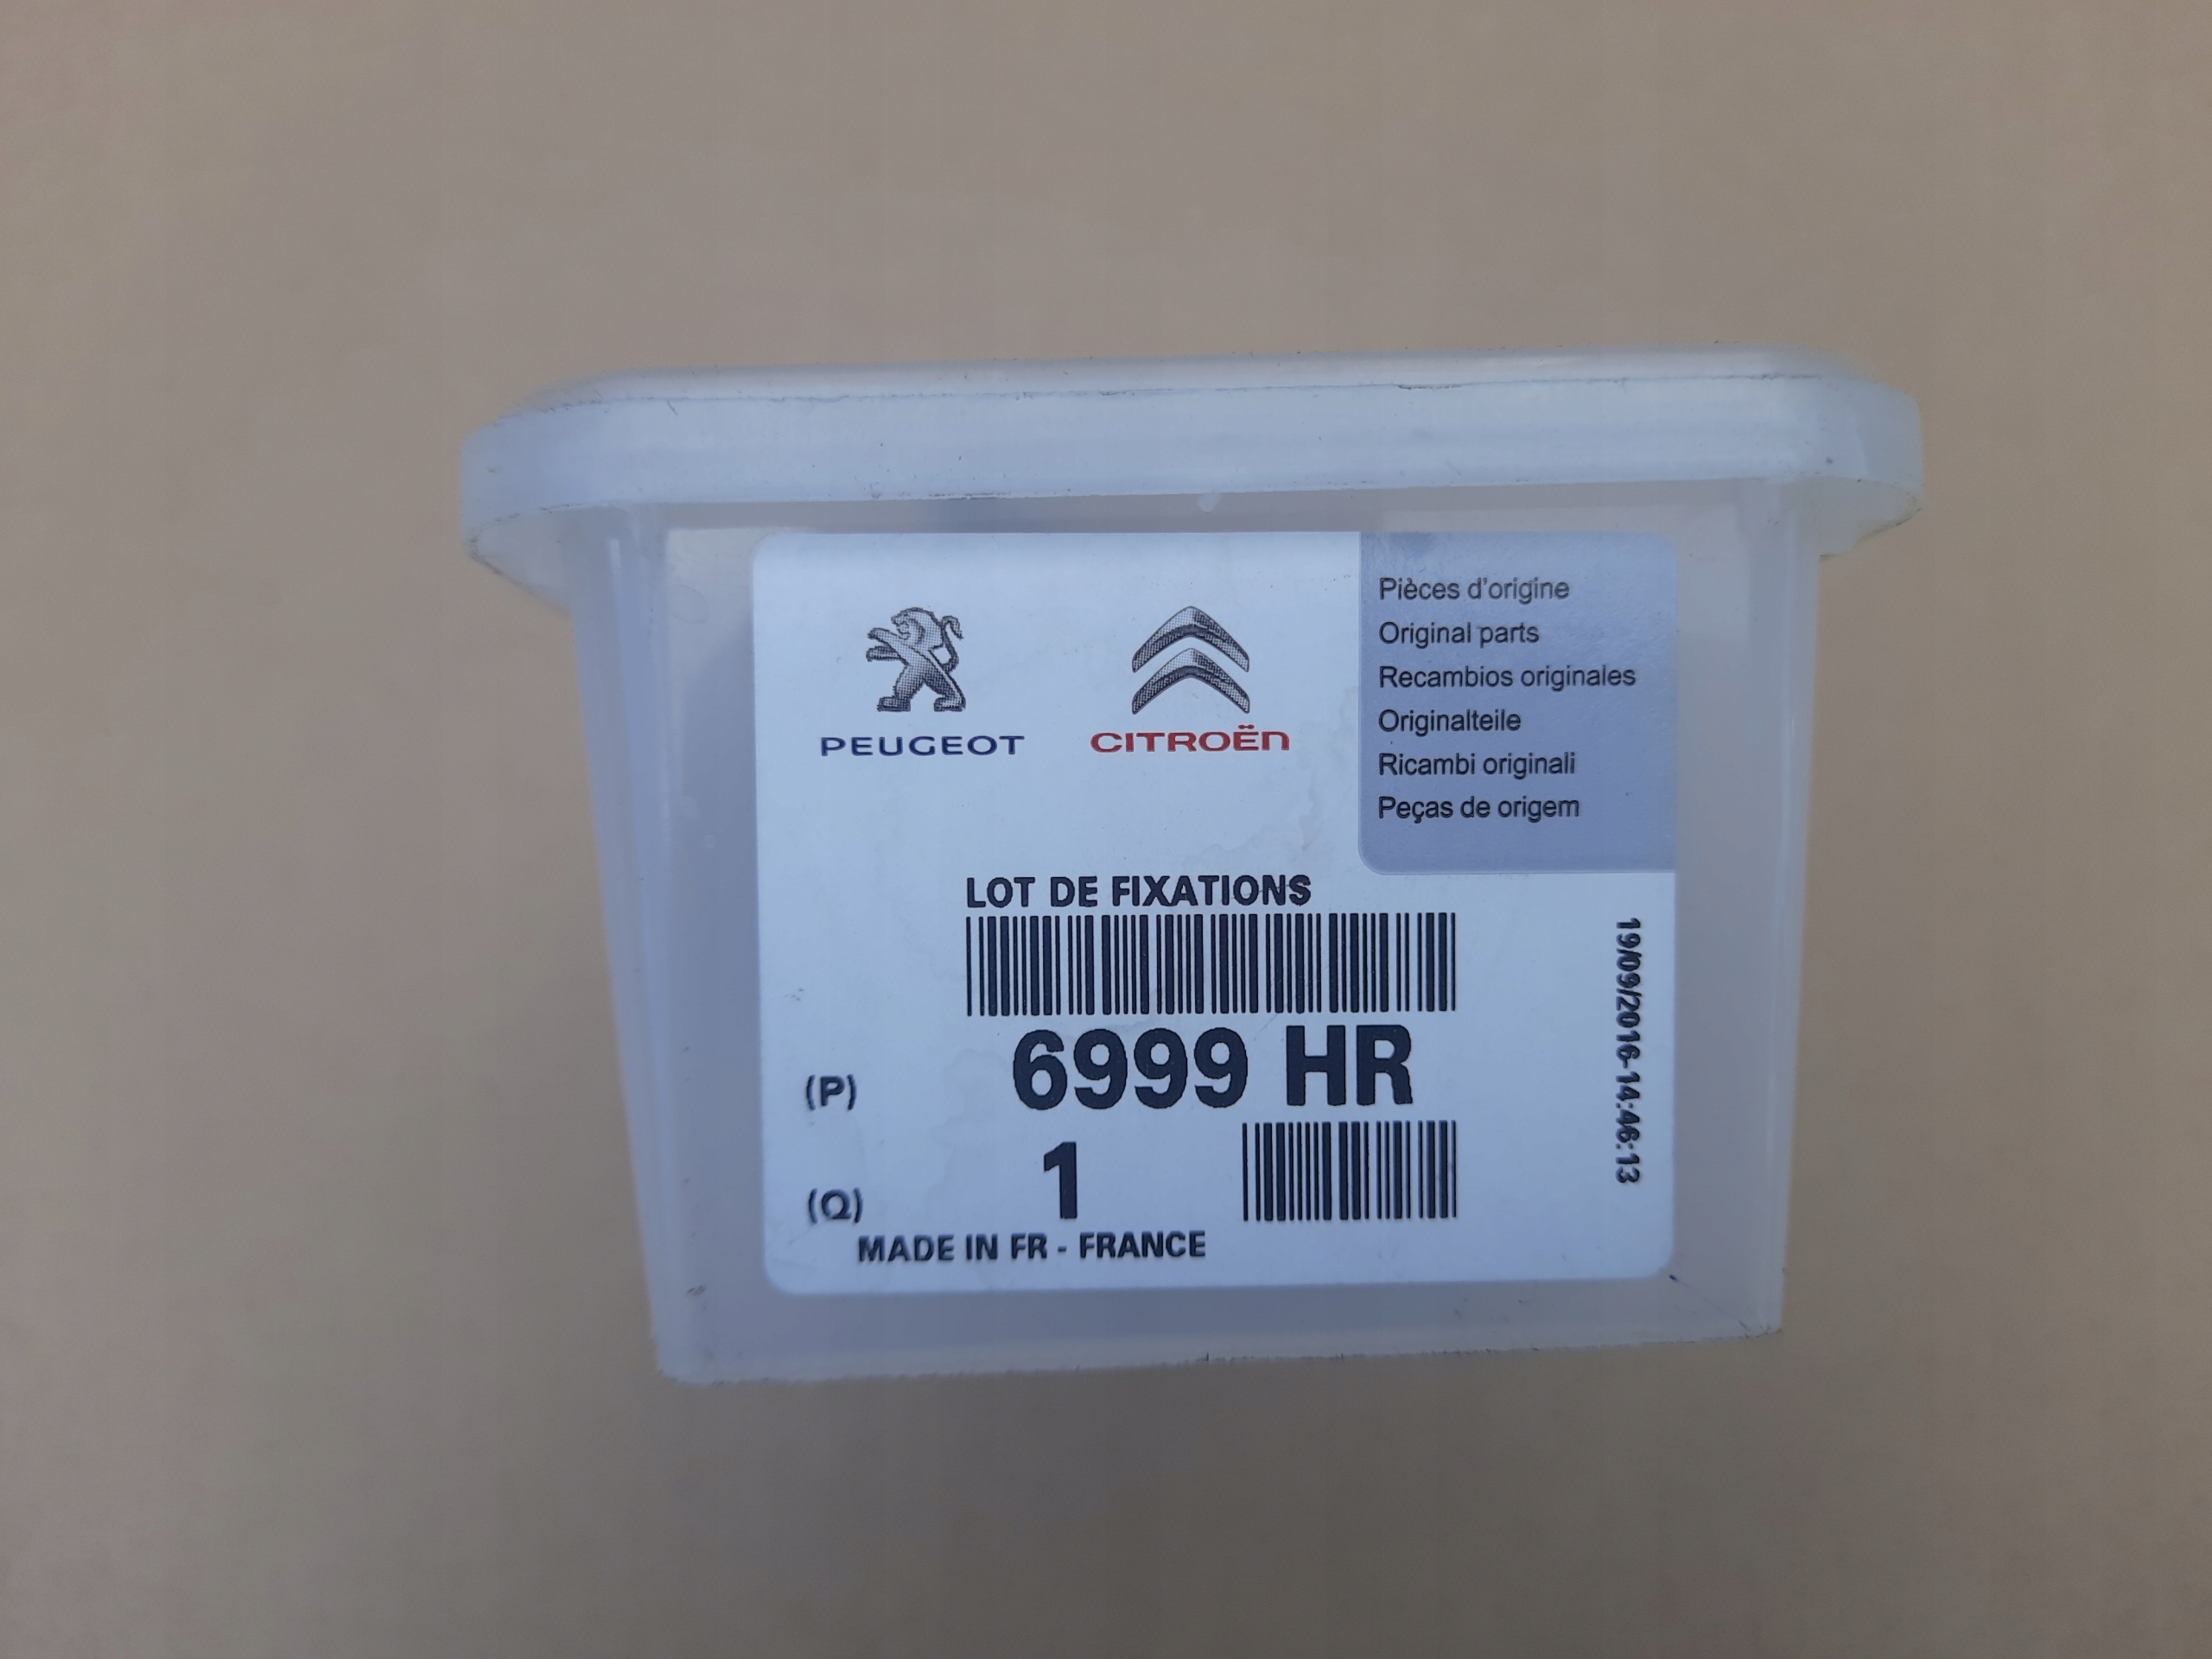 PEUGEOT
CITROËN
Pièces d'origine
Original parts
Recambios originales
Originalteile
Ricambi originali
Peças de origem
LOT DE FIXATIONS
(P) 6999 HR
(Q) 1
MADE IN FR - FRANCE
19/09/2016-14:46:13